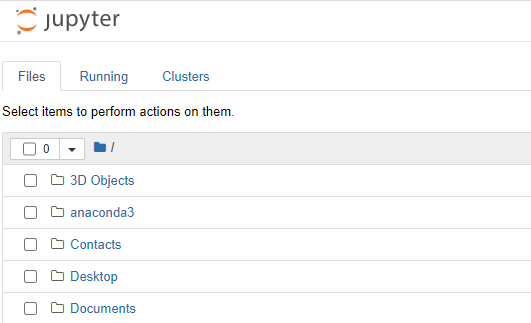 jupyter
Files Running Clusters
Select items to perform actions on them.
0 /
3D Objects
anaconda3
Contacts
Desktop
Documents